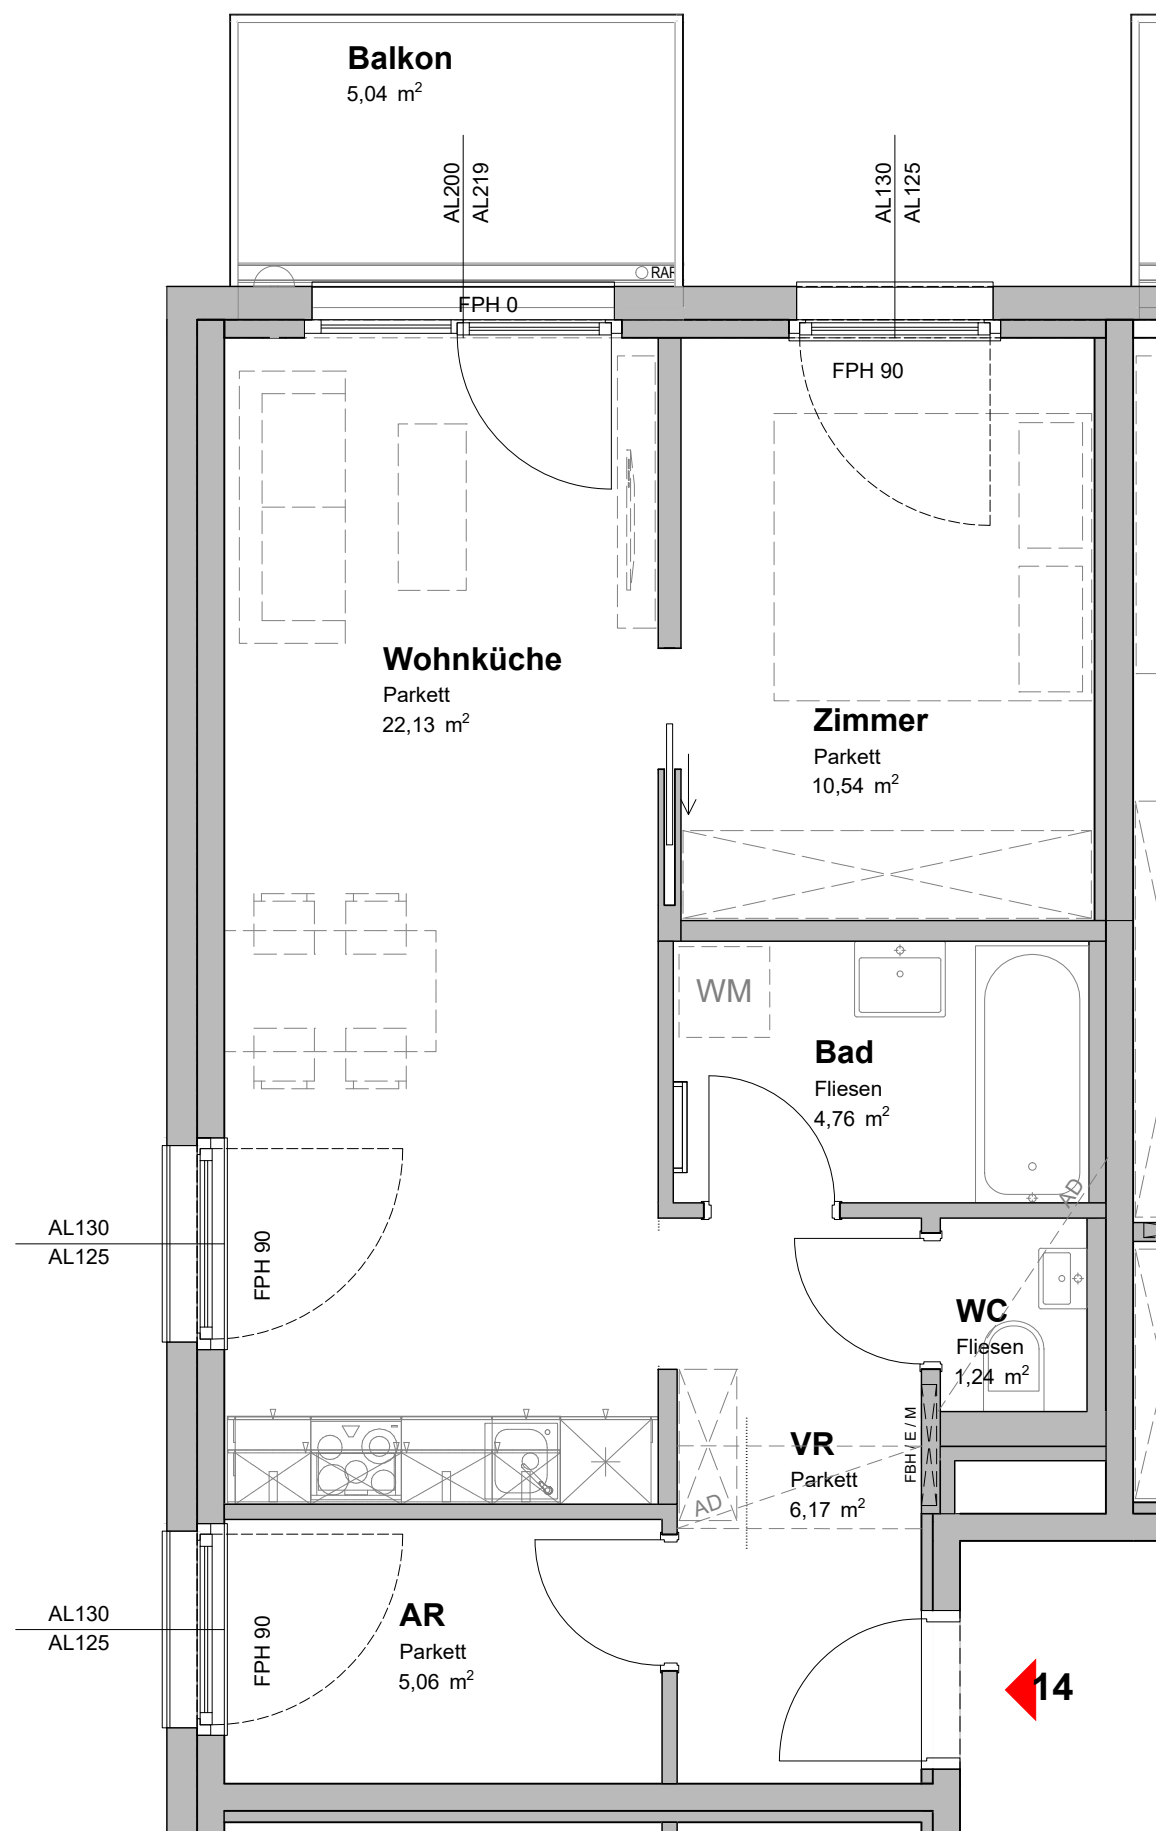 Balkon
5,04 m²
AL200
AL219
AL130
AL125
RAR
FPH 0
FPH 90
Wohnküche
Parkett
22,13 m²
Zimmer
Parkett
10,54 m²
WM
Bad
Fliesen
4,76 m²
AD
AL130
AL125
FPH 90
WC
Fliesen
1,24 m²
VR
Parkett
6,17 m²
FBH / E / M
AD
AL130
AL125
FPH 90
AR
Parkett
5,06 m²
14